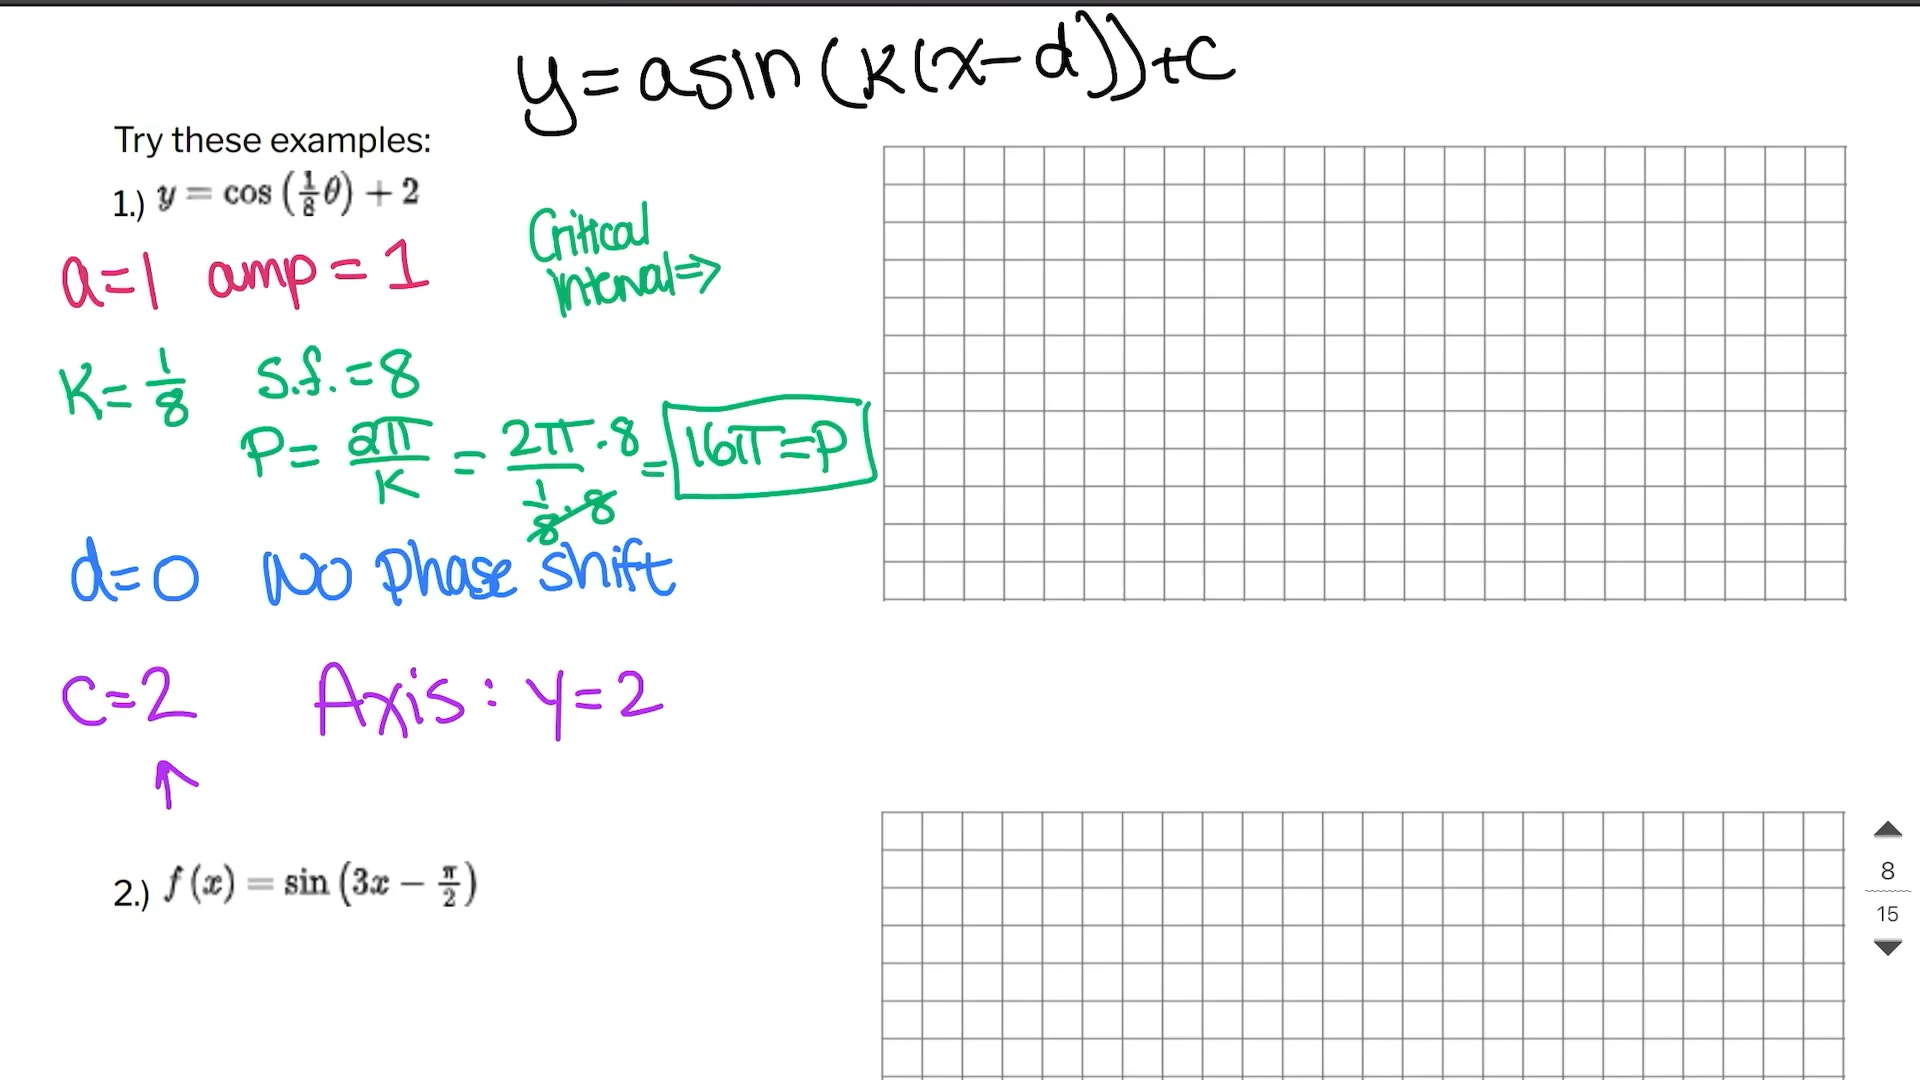 y=asin(k(x-d))+c
Try these examples:
1.) y = cos (1/8 θ) + 2
Critical
interval⇒
a=1 amp = 1
K= 1/8 s.f.=8
P= 2π/K = 2π·8 / 1/8·8 = 16π=P
d=0 No phase shift
C=2 Axis: y=2
↑
2.) f(x) = sin (3x − π/2)
8
15